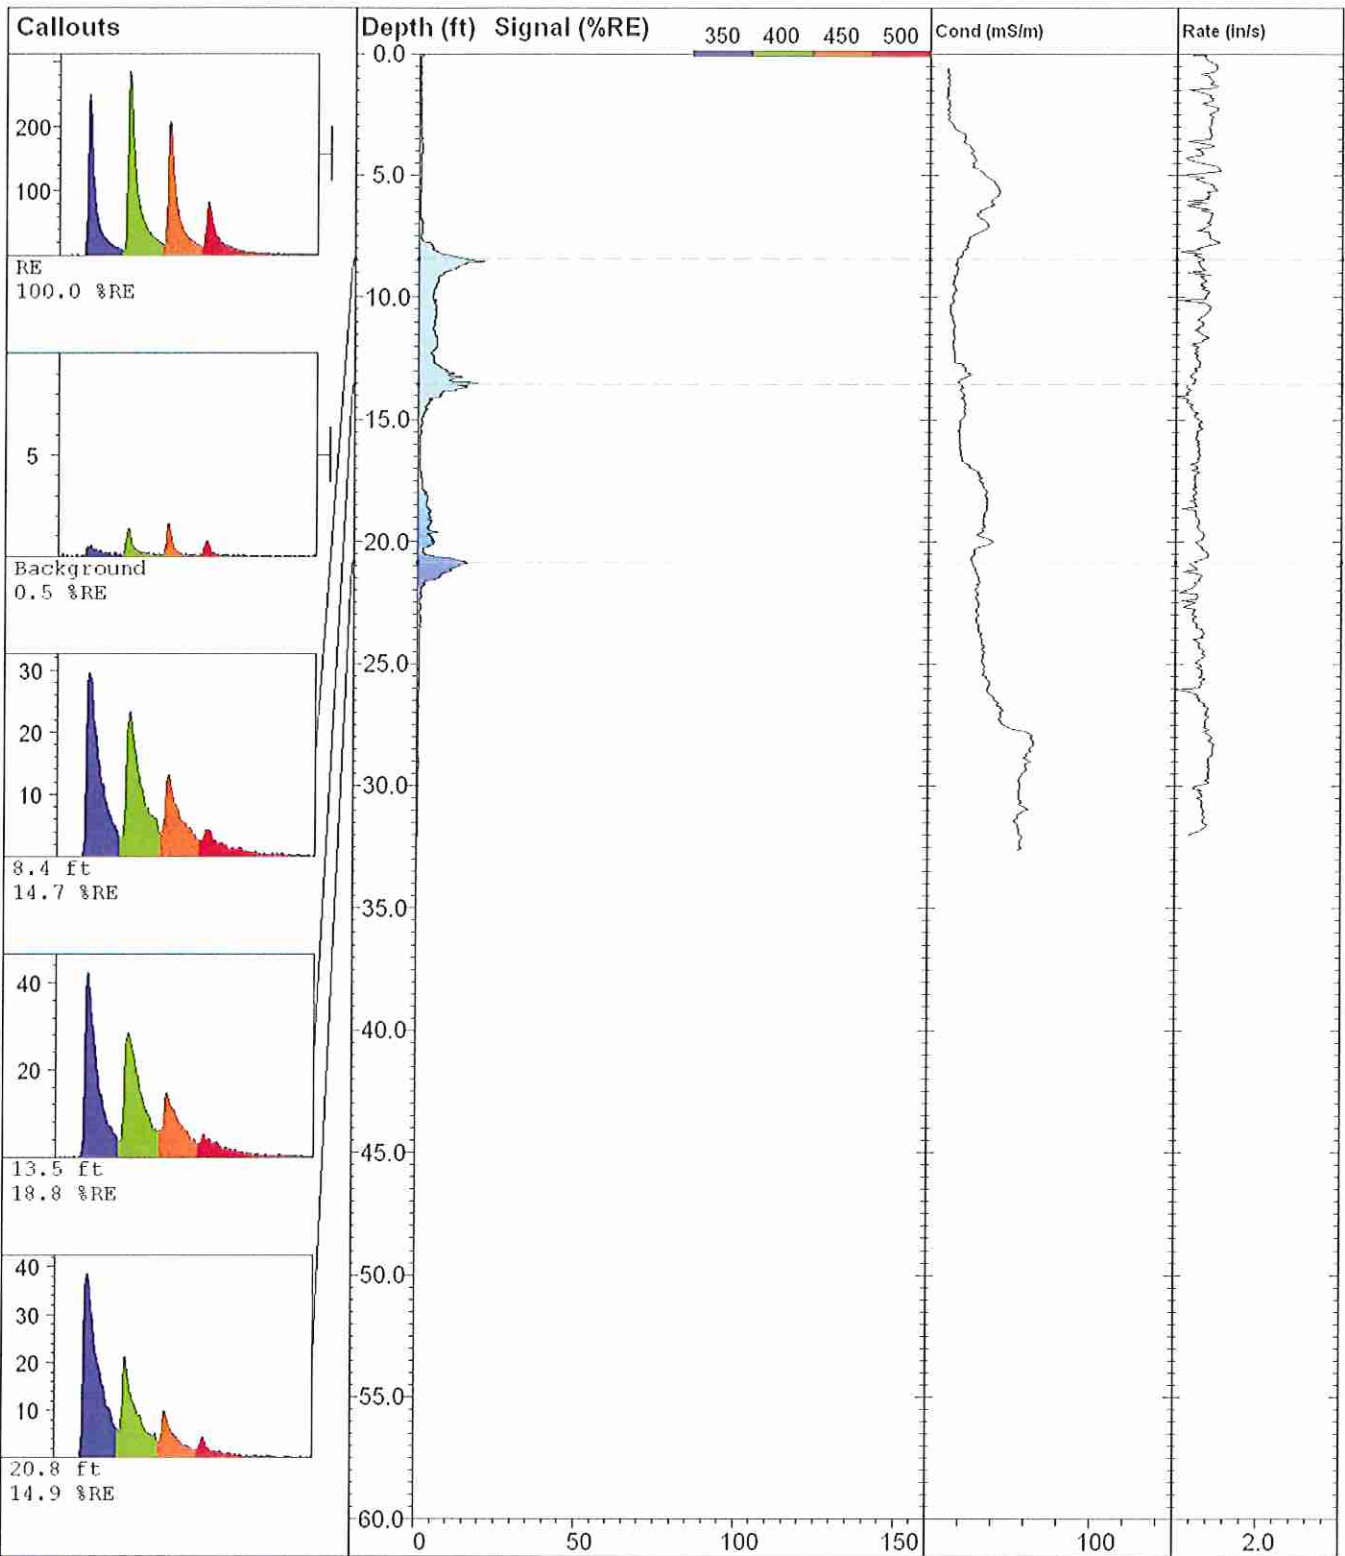 Callouts
Depth (ft) Signal (%RE)
350 400 450 500
Cond (mS/m)
Rate (in/s)
200
100
RE
100.0 %RE
5
Background
0.5 %RE
30
20
10
8.4 ft
14.7 %RE
40
20
13.5 ft
18.8 %RE
40
30
20
10
20.8 ft
14.9 %RE
0.0
5.0
10.0
15.0
20.0
25.0
30.0
35.0
40.0
45.0
50.0
55.0
60.0
0 50 100 150
100
2.0